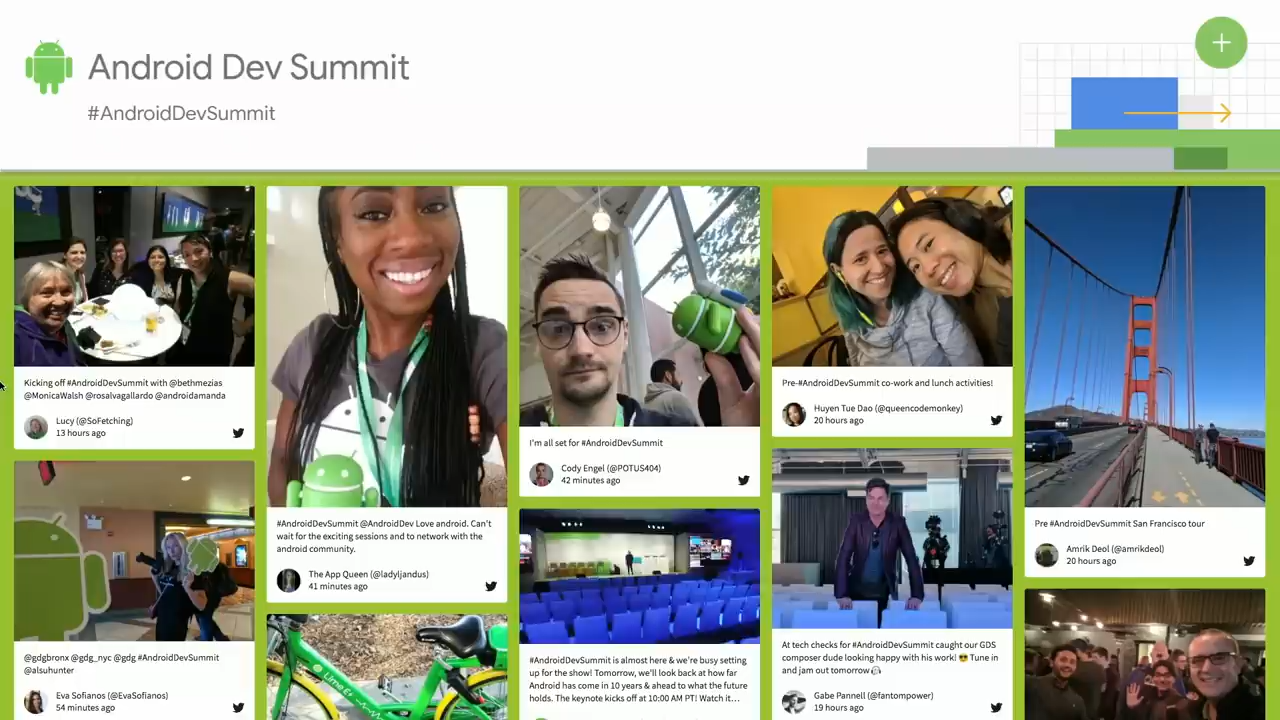 Android Dev Summit
#AndroidDevSummit
Kicking off #AndroidDevSummit with @bethmezias
@MonicaWalsh @rosalvagallardo @androidamanda
Lucy (@SoFetching)
13 hours ago
@gdgbronx @gdg_nyc @gdg #AndroidDevSummit
@alsuhunter
Eva Sofianos (@EvaSofianos)
54 minutes ago
#AndroidDevSummit @AndroidDev Love android. Can't
wait for the exciting sessions and to network with the
android community.
The App Queen (@ladyljandus)
41 minutes ago
Lime-E
I'm all set for #AndroidDevSummit
Cody Engel (@POTUS404)
42 minutes ago
#AndroidDevSummit is almost here & we're busy setting
up for the show! Tomorrow, we'll look back at how far
Android has come in 10 years & ahead to what the future
holds. The keynote kicks off at 10:00 AM PT! Watch it…
Pre-#AndroidDevSummit co-work and lunch activities!
Huyen Tue Dao (@queencodemonkey)
20 hours ago
At tech checks for #AndroidDevSummit caught our GDS
composer dude looking happy with his work! 😎 Tune in
and jam out tomorrow 🎧
Gabe Pannell (@fantompower)
19 hours ago
Pre #AndroidDevSummit San Francisco tour
Amrik Deol (@amrikdeol)
20 hours ago